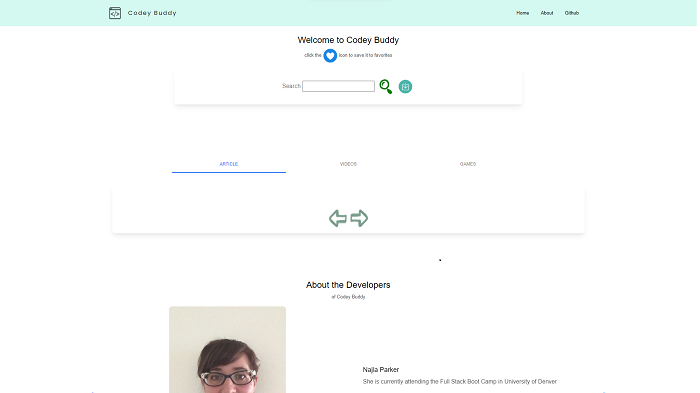 Codey Buddy
Home About Github
Welcome to Codey Buddy
click the icon to save it to favorites
Search
ARTICLE VIDEOS GAMES
About the Developers
of Codey Buddy
Najia Parker
She is currently attending the Full Stack Boot Camp in University of Denver